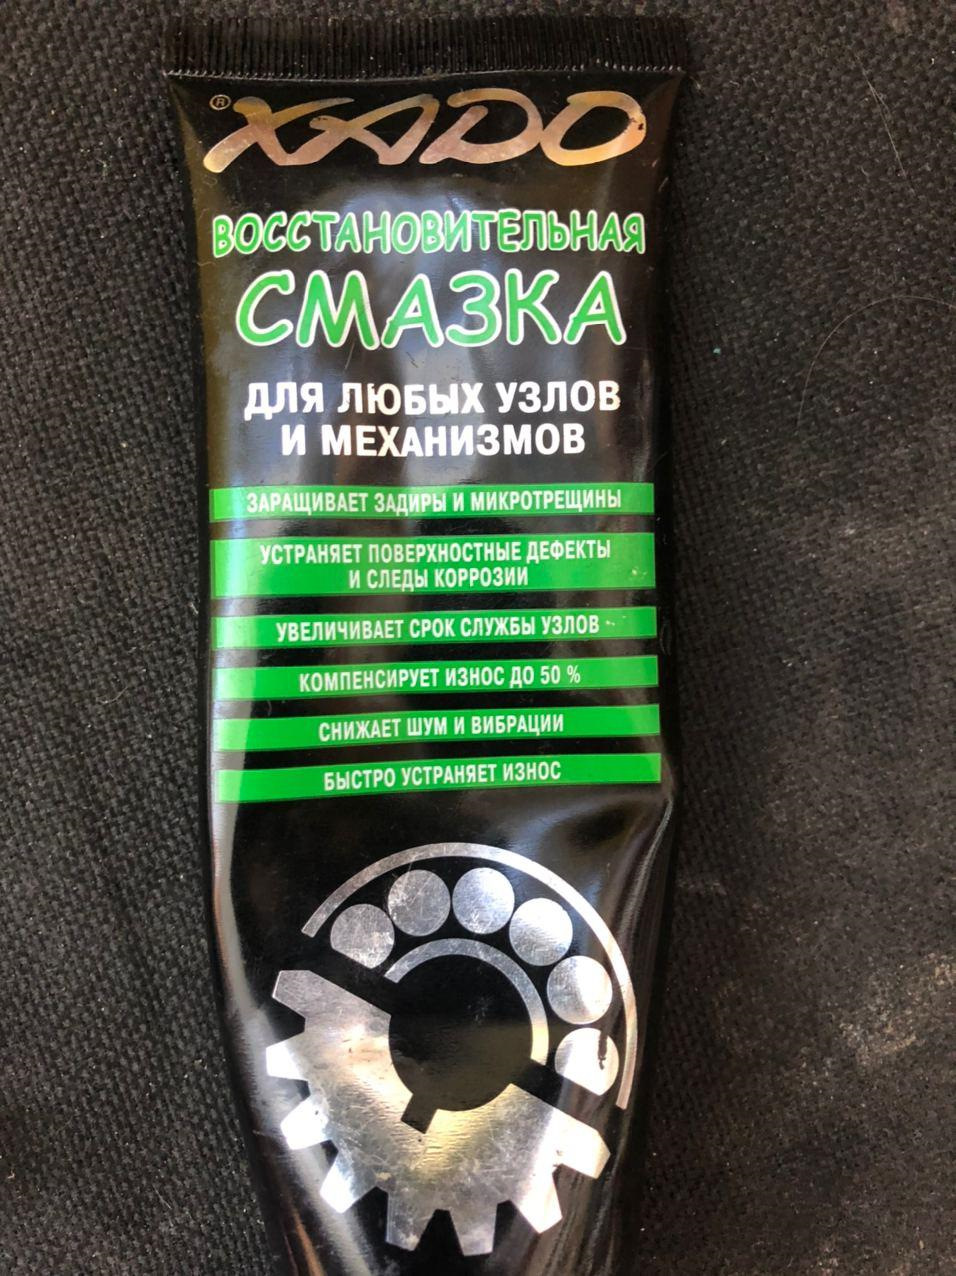 ® XADO
ВОССТАНОВИТЕЛЬНАЯ
СМАЗКА
ДЛЯ ЛЮБЫХ УЗЛОВ
И МЕХАНИЗМОВ
ЗАРАЩИВАЕТ ЗАДИРЫ И МИКРОТРЕЩИНЫ
УСТРАНЯЕТ ПОВЕРХНОСТНЫЕ ДЕФЕКТЫ
И СЛЕДЫ КОРРОЗИИ
УВЕЛИЧИВАЕТ СРОК СЛУЖБЫ УЗЛОВ
КОМПЕНСИРУЕТ ИЗНОС ДО 50 %
СНИЖАЕТ ШУМ И ВИБРАЦИИ
БЫСТРО УСТРАНЯЕТ ИЗНОС